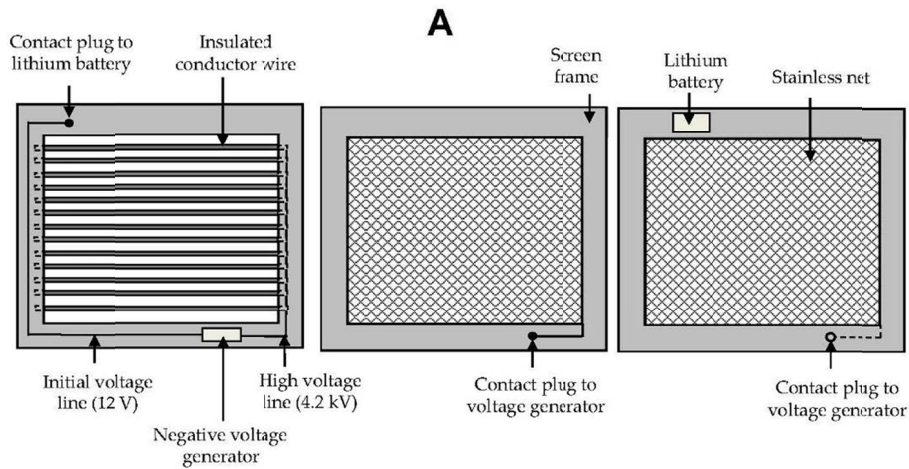 A
Contact plug to
lithium battery
Insulated
conductor wire
Screen
frame
Lithium
battery
Stainless net
Initial voltage
line (12 V)
Negative voltage
generator
High voltage
line (4.2 kV)
Contact plug to
voltage generator
Contact plug to
voltage generator